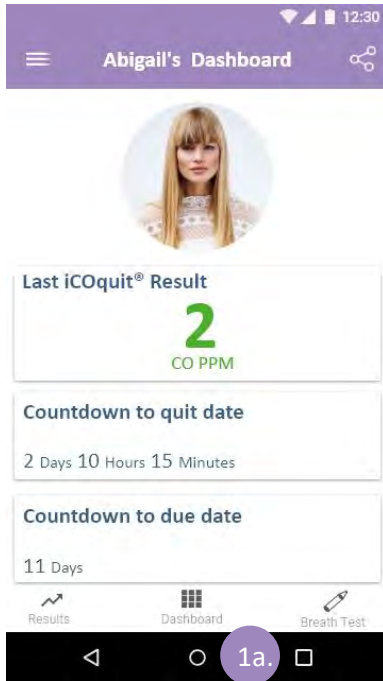 12:30
Abigail's Dashboard
Last iCOquit® Result
2
CO PPM
Countdown to quit date
2 Days 10 Hours 15 Minutes
Countdown to due date
11 Days
Results Dashboard Breath Test
1a.